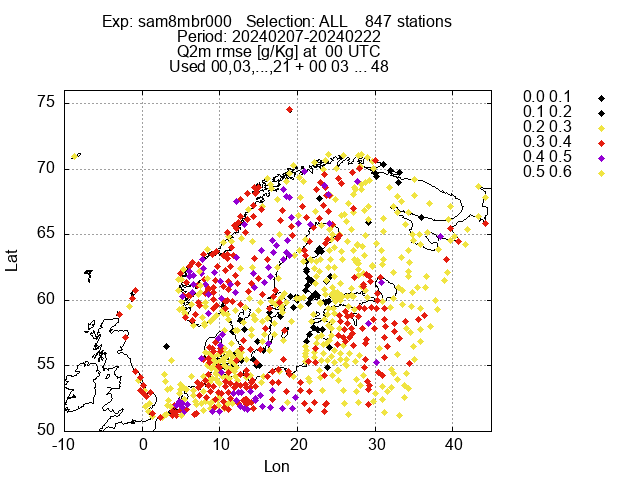 Exp: sam8mbr000 Selection: ALL 847 stations
Period: 20240207-20240222
Q2m rmse [g/Kg] at 00 UTC
Used 00,03,...,21 + 00 03 ... 48
0.0 0.1
0.1 0.2
0.2 0.3
0.3 0.4
0.4 0.5
0.5 0.6
75
70
65
60
55
50
Lat
-10 0 10 20 30 40
Lon